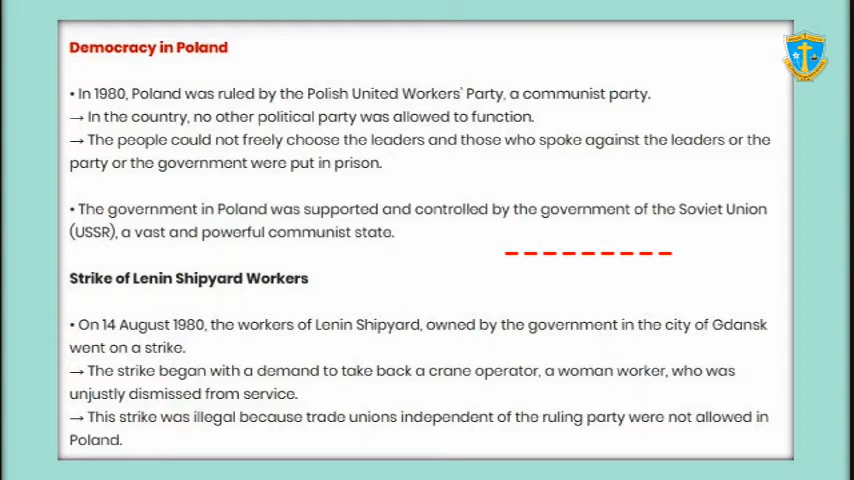 Democracy in Poland
• In 1980, Poland was ruled by the Polish United Workers' Party, a communist party.
→ In the country, no other political party was allowed to function.
→ The people could not freely choose the leaders and those who spoke against the leaders or the
party or the government were put in prison.
• The government in Poland was supported and controlled by the government of the Soviet Union
(USSR), a vast and powerful communist state.
Strike of Lenin Shipyard Workers
• On 14 August 1980, the workers of Lenin Shipyard, owned by the government in the city of Gdansk
went on a strike.
→ The strike began with a demand to take back a crane operator, a woman worker, who was
unjustly dismissed from service.
→ This strike was illegal because trade unions independent of the ruling party were not allowed in
Poland.